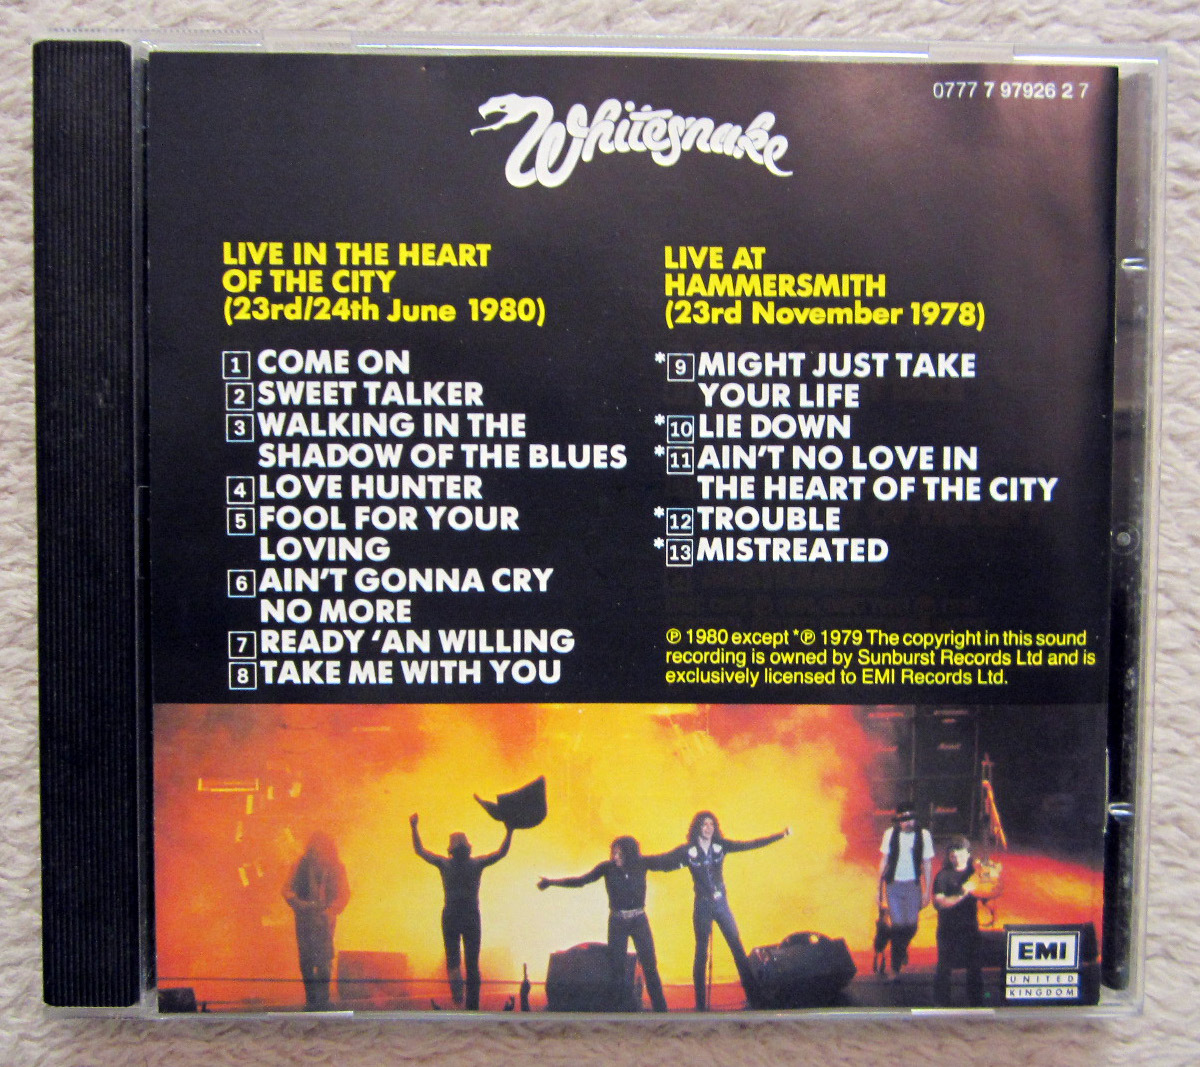 0777 7 97926 2 7
Whitesnake
LIVE IN THE HEART
OF THE CITY
(23rd/24th June 1980)
1 COME ON
2 SWEET TALKER
3 WALKING IN THE
SHADOW OF THE BLUES
4 LOVE HUNTER
5 FOOL FOR YOUR
LOVING
6 AIN'T GONNA CRY
NO MORE
7 READY 'AN WILLING
8 TAKE ME WITH YOU
LIVE AT
HAMMERSMITH
(23rd November 1978)
*9 MIGHT JUST TAKE
YOUR LIFE
*10 LIE DOWN
*11 AIN'T NO LOVE IN
THE HEART OF THE CITY
*12 TROUBLE
*13 MISTREATED
℗ 1980 except *℗ 1979 The copyright in this sound
recording is owned by Sunburst Records Ltd and is
exclusively licensed to EMI Records Ltd.
EMI
UNITED
KINGDOM